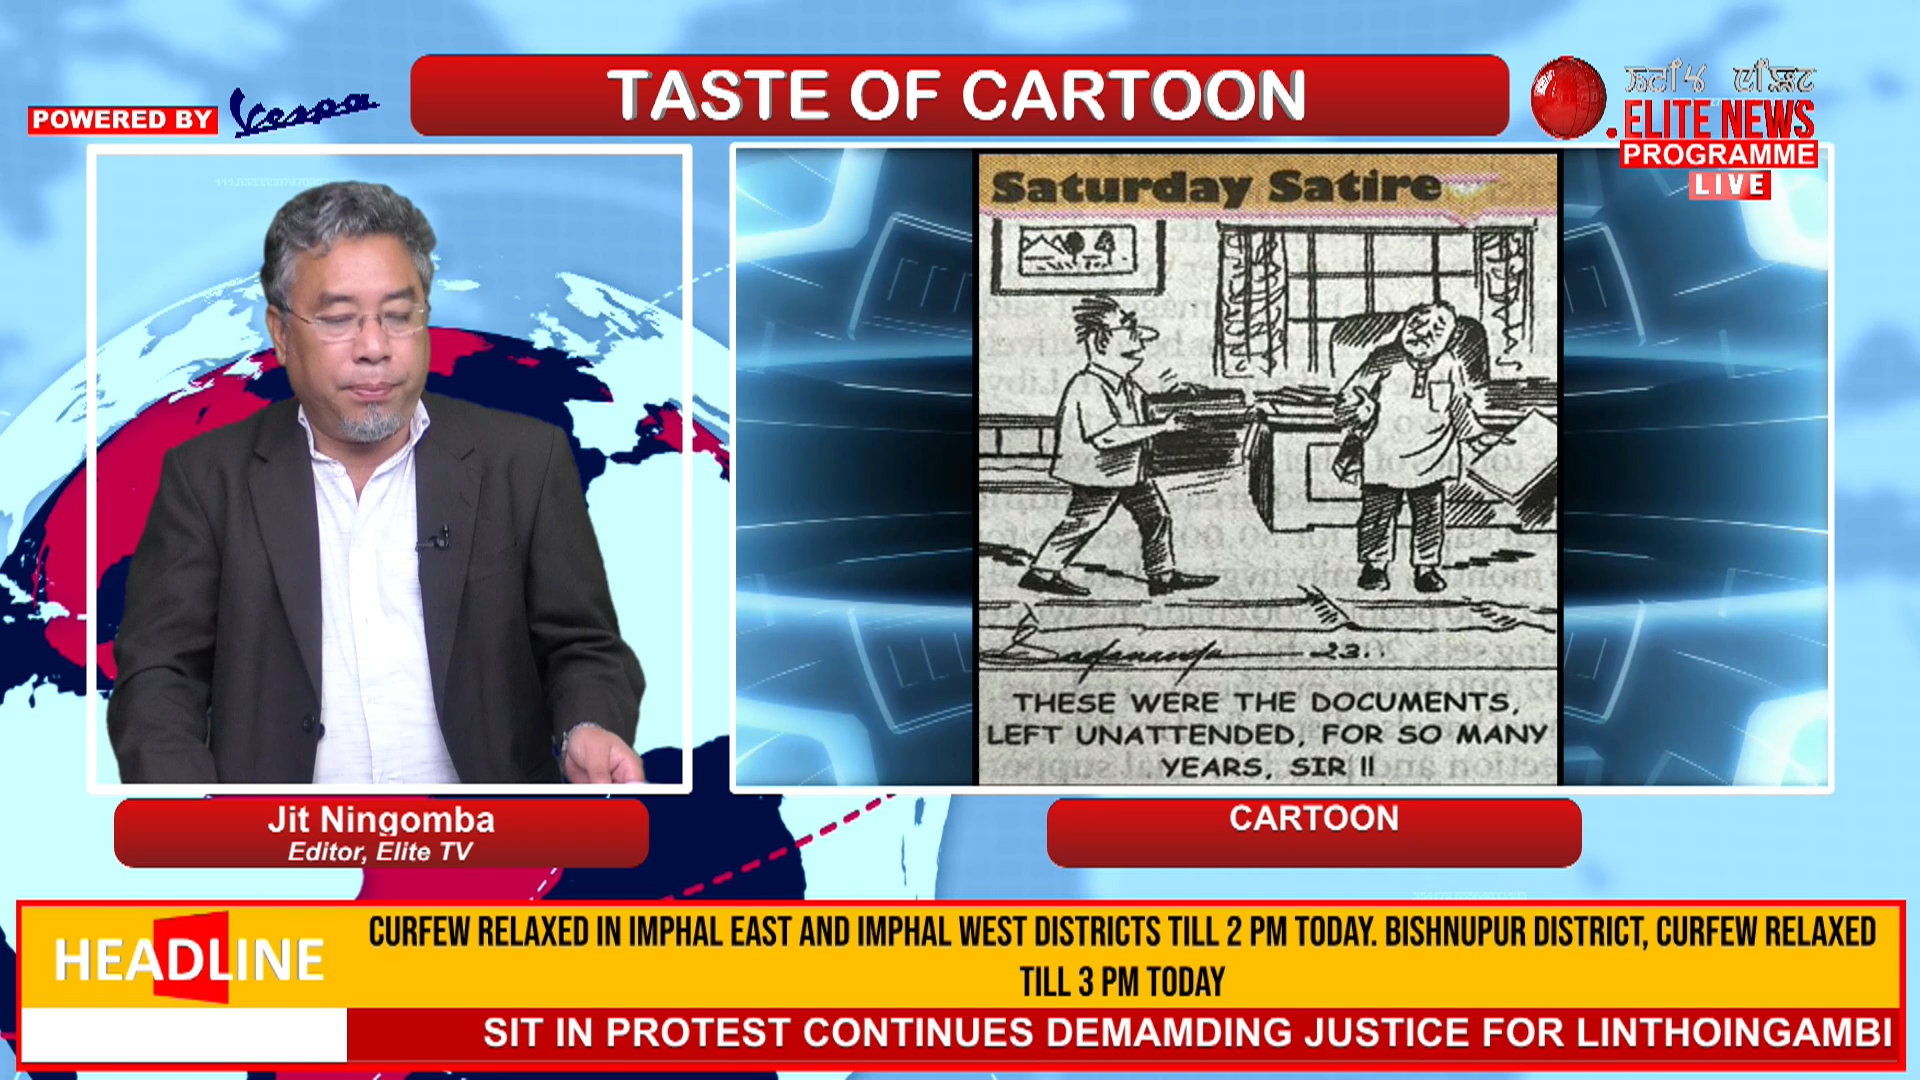 TASTE OF CARTOON
POWERED BY Vespa
ꯑꯦꯂꯤꯠ
ELITE NEWS
PROGRAMME
LIVE
Saturday Satire
Sadananda 23.
THESE WERE THE DOCUMENTS,
LEFT UNATTENDED, FOR SO MANY
YEARS, SIR !!
Jit Ningomba
Editor, Elite TV
CARTOON
HEADLINE
CURFEW RELAXED IN IMPHAL EAST AND IMPHAL WEST DISTRICTS TILL 2 PM TODAY. BISHNUPUR DISTRICT, CURFEW RELAXED
TILL 3 PM TODAY
SIT IN PROTEST CONTINUES DEMAMDING JUSTICE FOR LINTHOINGAMBI